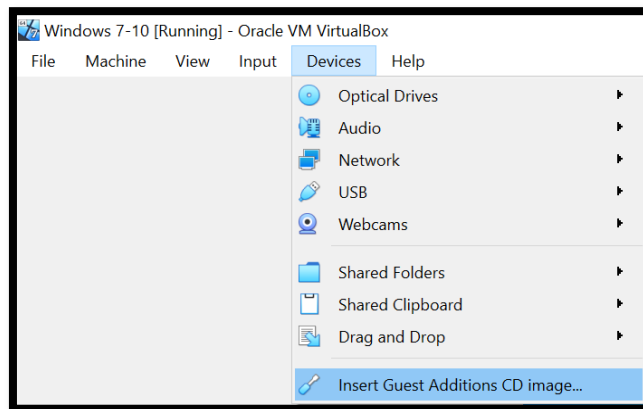 Windows 7-10 [Running] - Oracle VM VirtualBox
File Machine View Input Devices Help
Optical Drives
Audio
Network
USB
Webcams
Shared Folders
Shared Clipboard
Drag and Drop
Insert Guest Additions CD image...